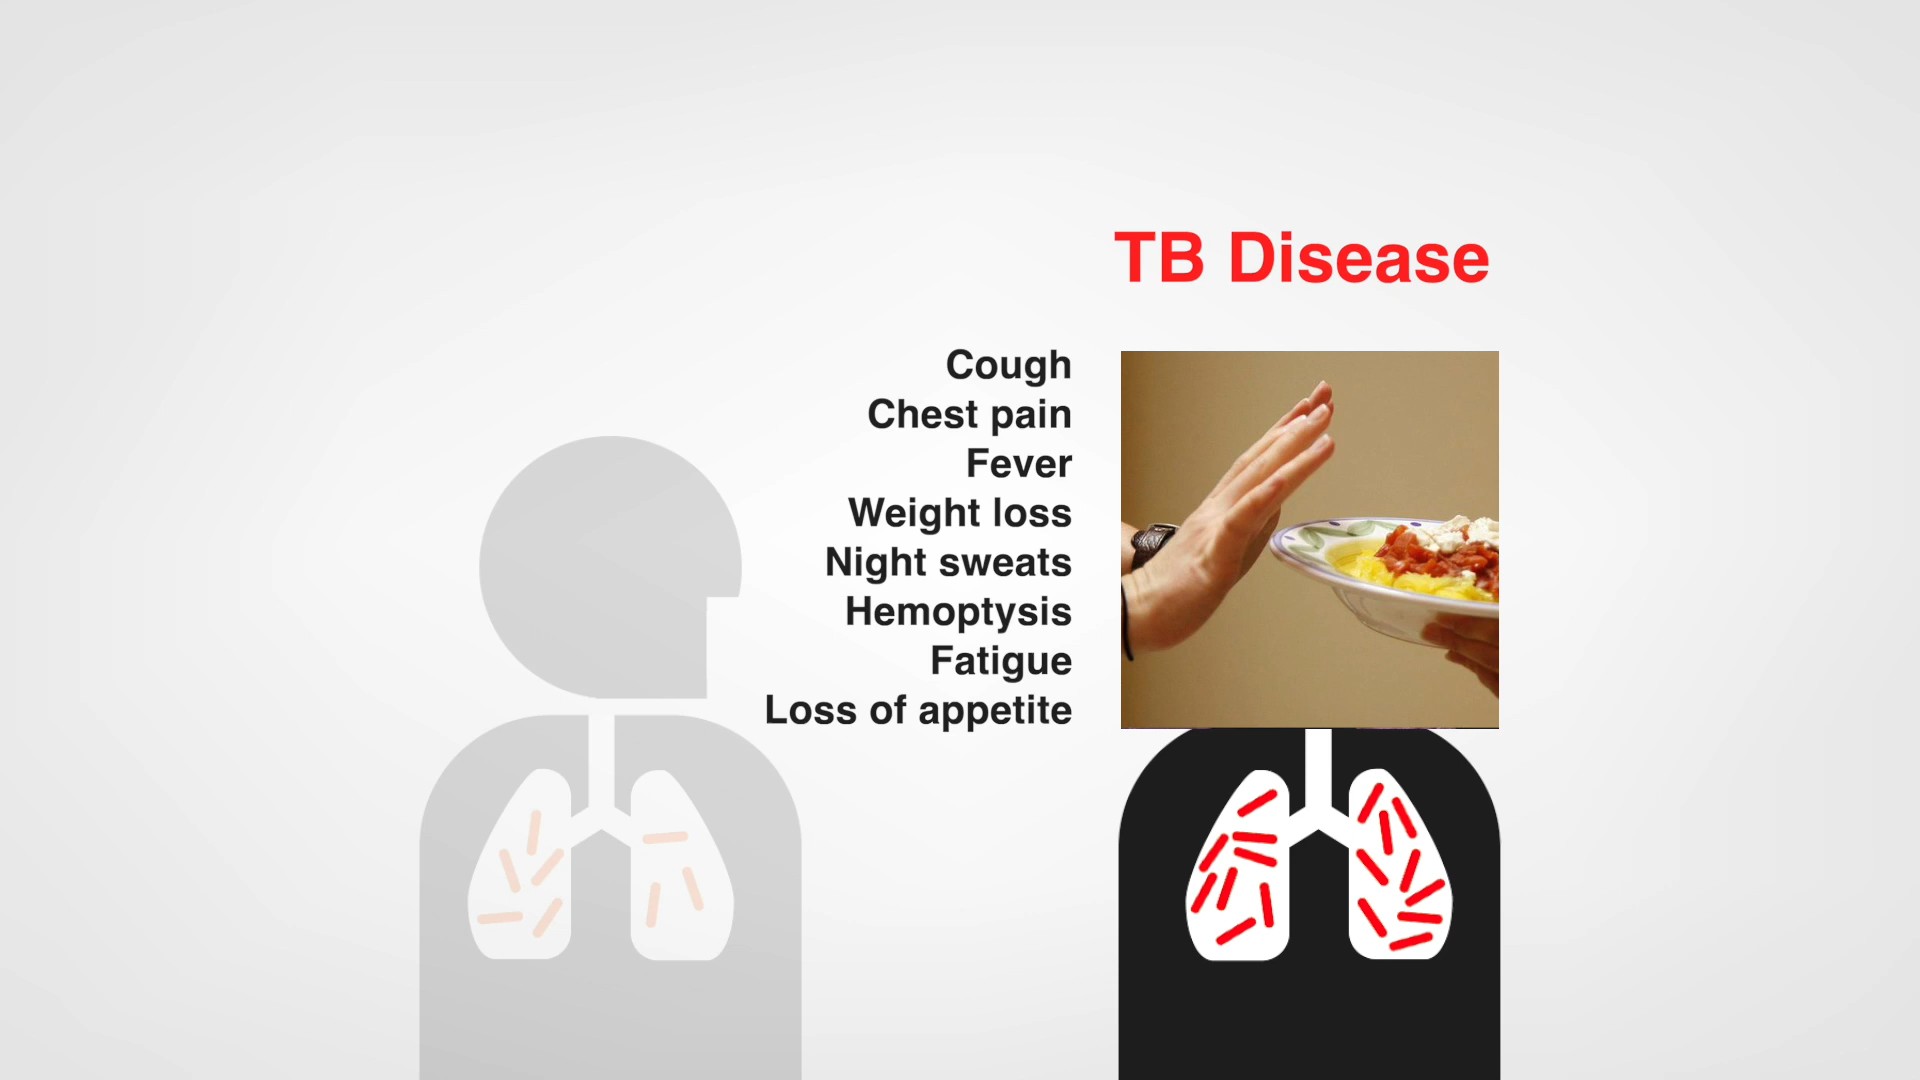 TB Disease
Cough
Chest pain
Fever
Weight loss
Night sweats
Hemoptysis
Fatigue
Loss of appetite